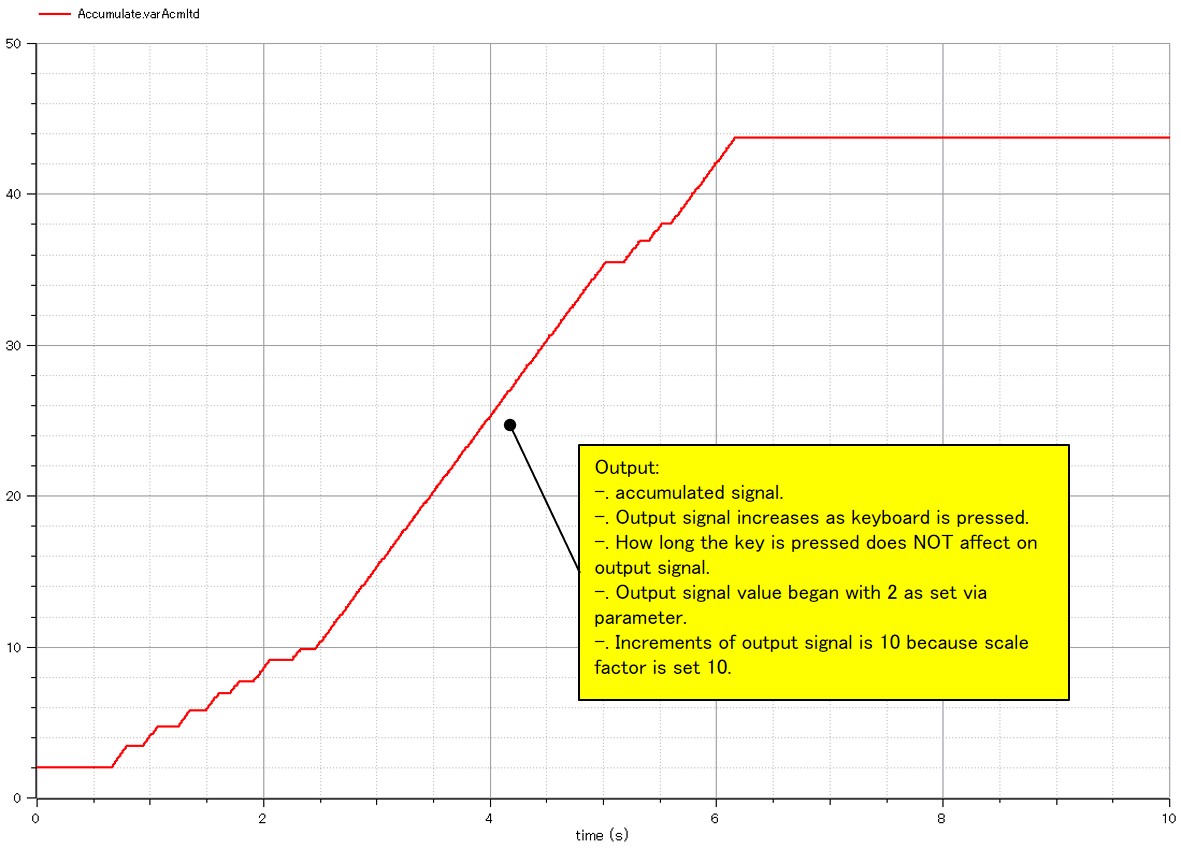 Accumulate.varAcmltd
50
40
30
20
10
0
0 2 4 6 8 10
time (s)
Output:
-. accumulated signal.
-. Output signal increases as keyboard is pressed.
-. How long the key is pressed does NOT affect on
output signal.
-. Output signal value began with 2 as set via
parameter.
-. Increments of output signal is 10 because scale
factor is set 10.